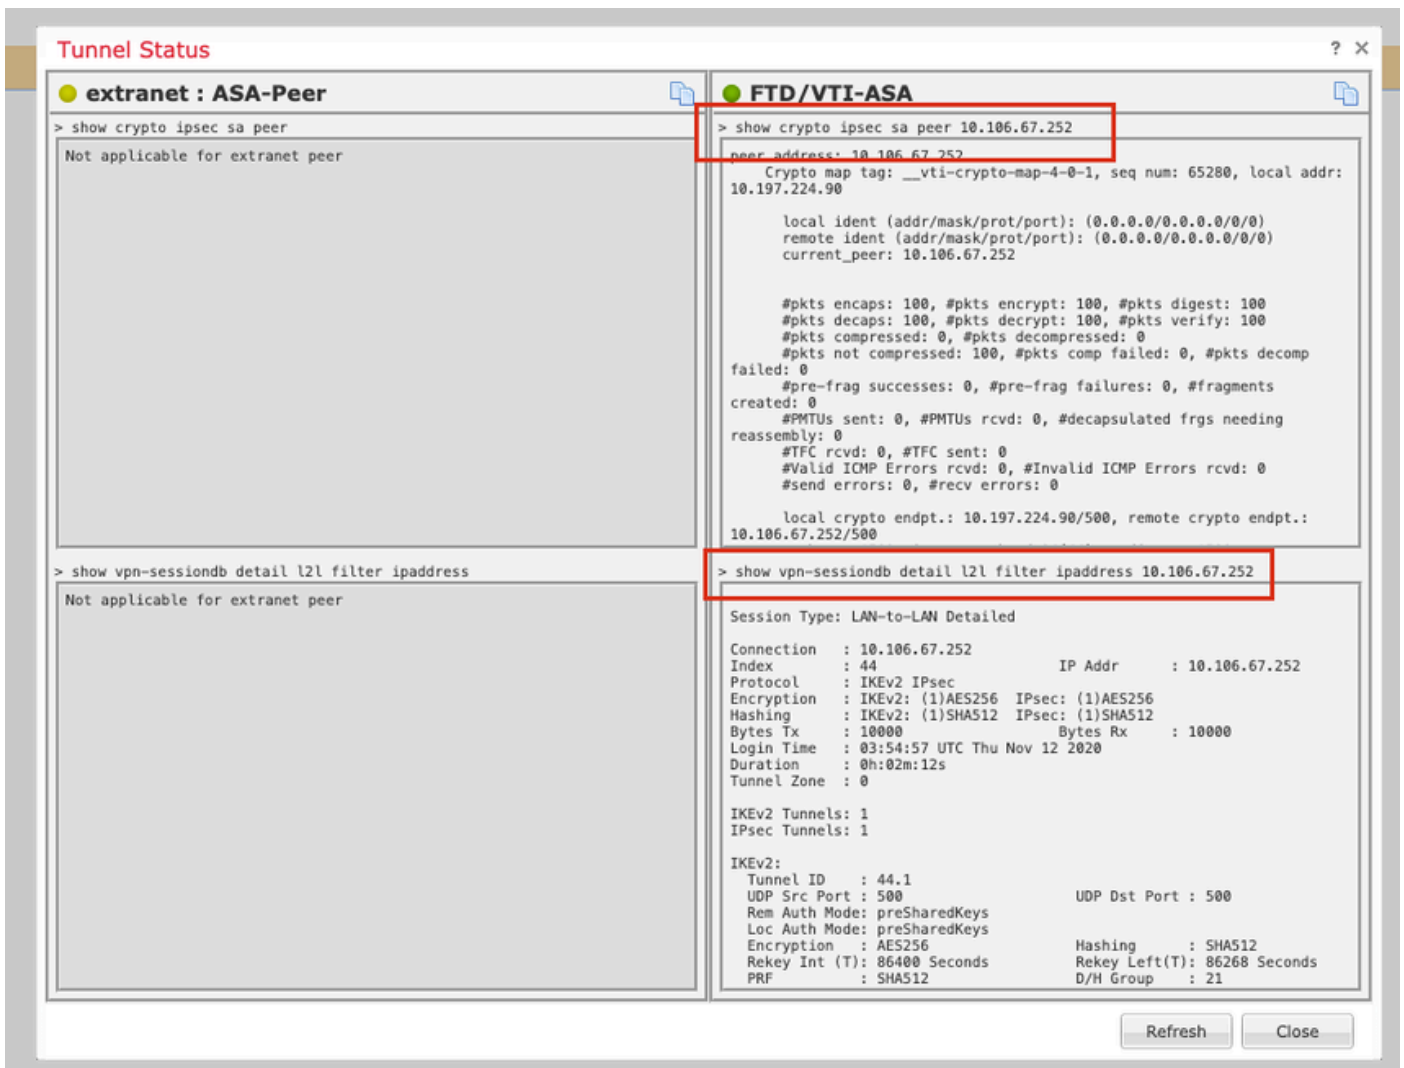 Tunnel Status
? ×
extranet : ASA-Peer
> show crypto ipsec sa peer
Not applicable for extranet peer
> show vpn-sessiondb detail l2l filter ipaddress
Not applicable for extranet peer
FTD/VTI-ASA
> show crypto ipsec sa peer 10.106.67.252
peer address: 10.106.67.252
Crypto map tag: __vti-crypto-map-4-0-1, seq num: 65280, local addr:
10.197.224.90
local ident (addr/mask/prot/port): (0.0.0.0/0.0.0.0/0/0)
remote ident (addr/mask/prot/port): (0.0.0.0/0.0.0.0/0/0)
current_peer: 10.106.67.252
#pkts encaps: 100, #pkts encrypt: 100, #pkts digest: 100
#pkts decaps: 100, #pkts decrypt: 100, #pkts verify: 100
#pkts compressed: 0, #pkts decompressed: 0
#pkts not compressed: 100, #pkts comp failed: 0, #pkts decomp
failed: 0
#pre-frag successes: 0, #pre-frag failures: 0, #fragments
created: 0
#PMTUs sent: 0, #PMTUs rcvd: 0, #decapsulated frgs needing
reassembly: 0
#TFC rcvd: 0, #TFC sent: 0
#Valid ICMP Errors rcvd: 0, #Invalid ICMP Errors rcvd: 0
#send errors: 0, #recv errors: 0
local crypto endpt.: 10.197.224.90/500, remote crypto endpt.:
10.106.67.252/500
> show vpn-sessiondb detail l2l filter ipaddress 10.106.67.252
Session Type: LAN-to-LAN Detailed
Connection : 10.106.67.252
Index : 44 IP Addr : 10.106.67.252
Protocol : IKEv2 IPsec
Encryption : IKEv2: (1)AES256 IPsec: (1)AES256
Hashing : IKEv2: (1)SHA512 IPsec: (1)SHA512
Bytes Tx : 10000 Bytes Rx : 10000
Login Time : 03:54:57 UTC Thu Nov 12 2020
Duration : 0h:02m:12s
Tunnel Zone : 0
IKEv2 Tunnels: 1
IPsec Tunnels: 1
IKEv2:
Tunnel ID : 44.1
UDP Src Port : 500 UDP Dst Port : 500
Rem Auth Mode: preSharedKeys
Loc Auth Mode: preSharedKeys
Encryption : AES256 Hashing : SHA512
Rekey Int (T): 86400 Seconds Rekey Left(T): 86268 Seconds
PRF : SHA512 D/H Group : 21
Refresh Close